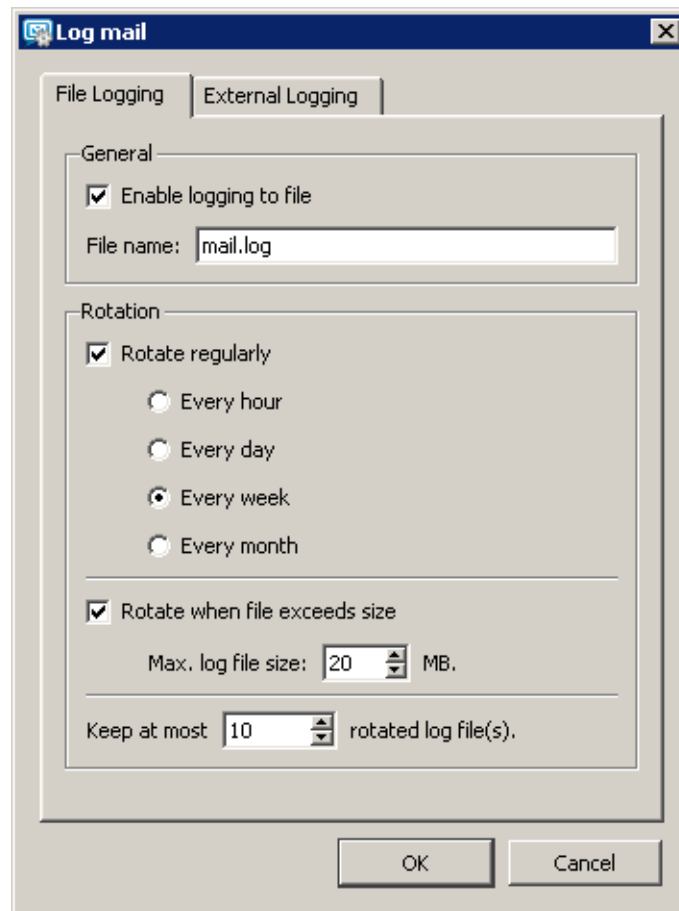 Log mail
File Logging External Logging
General
Enable logging to file
File name: mail.log
Rotation
Rotate regularly
Every hour
Every day
Every week
Every month
Rotate when file exceeds size
Max. log file size: 20 MB.
Keep at most 10 rotated log file(s).
OK Cancel